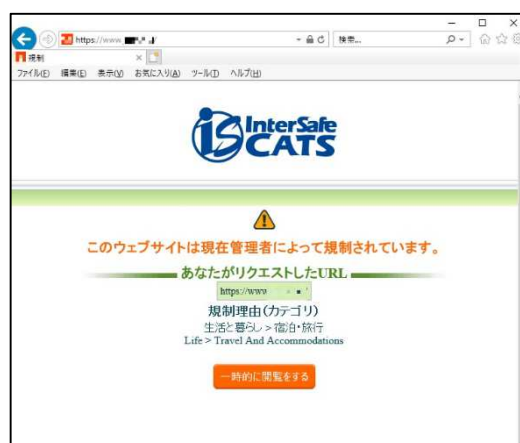 https://www
検索...
規制
ファイル(F) 編集(E) 表示(V) お気に入り(A) ツール(T) ヘルプ(H)
InterSafe
CATS
このウェブサイトは現在管理者によって規制されています。
あなたがリクエストしたURL
https://www
規制理由(カテゴリ)
生活と暮らし > 宿泊・旅行
Life > Travel And Accommodations
一時的に閲覧をする